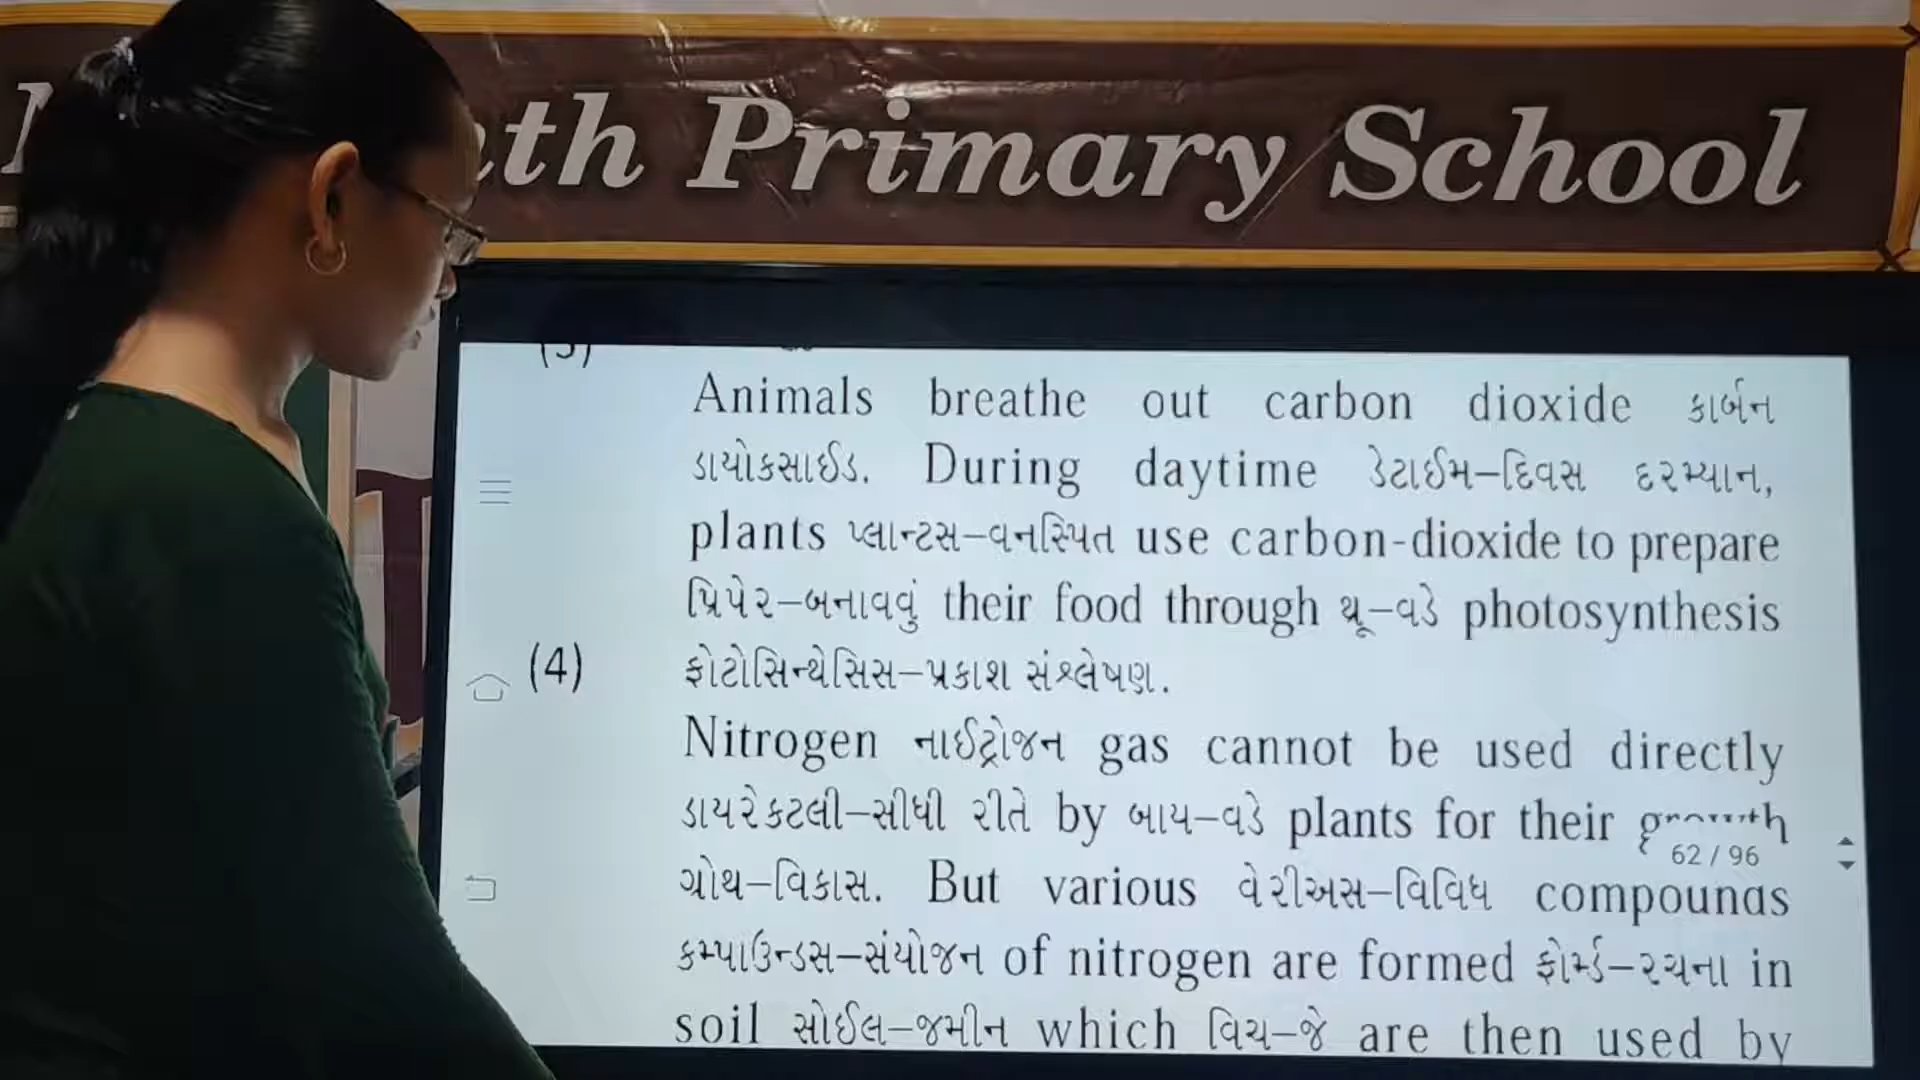 Primary School
Animals breathe out carbon dioxide કાર્બન
ડાયોકસાઈડ. During daytime ડેટાઈમ–દિવસ દરમ્યાન,
plants પ્લાન્ટસ–વનસ્પિત use carbon-dioxide to prepare
પ્રિપેર–બનાવવું their food through થ્રૂ–વડે photosynthesis
(4) ફોટોસિન્થેસિસ–પ્રકાશ સંશ્લેષણ.
Nitrogen નાઈટ્રોજન gas cannot be used directly
ડાયરેકટલી–સીધી રીતે by બાય–વડે plants for their growth
62 / 96
ગ્રોથ–વિકાસ. But various વેરીઅસ–વિવિધ compounds
કમ્પાઉન્ડસ–સંયોજન of nitrogen are formed ફોર્મ્ડ–રચના in
soil સોઈલ–જમીન which વિચ–જે are then used by